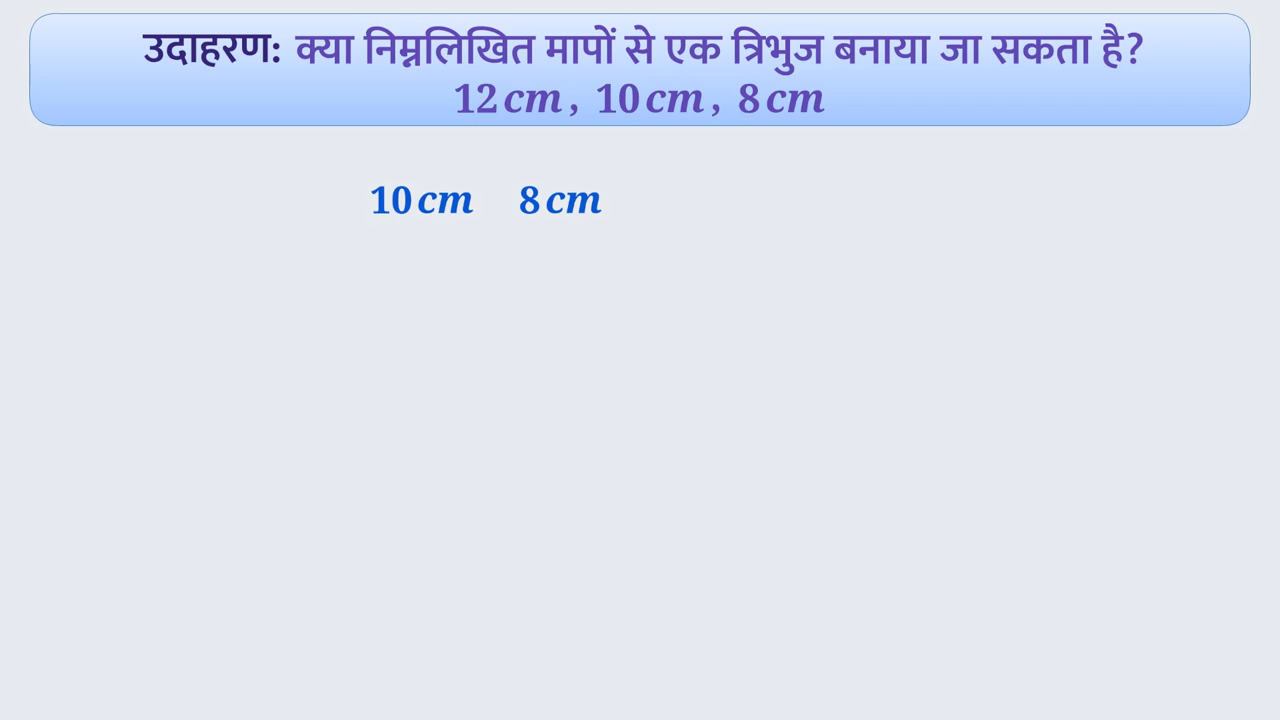 उदाहरण: क्या निम्नलिखित मापों से एक त्रिभुज बनाया जा सकता है?
12 cm , 10 cm , 8 cm
10 cm 8 cm